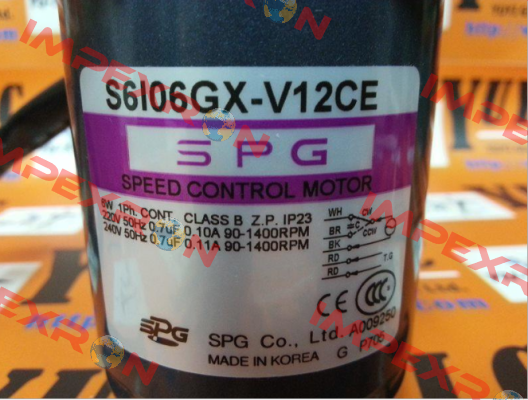 S6I06GX-V12CE
SPG
SPEED CONTROL MOTOR
6W 1Ph. CONT. CLASS B Z.P. IP23
220V 50Hz 0.7uF 0.10A 90-1400RPM
240V 50Hz 0.7uF 0.11A 90-1400RPM
WH CW
BR C CCW
BK
RD T.G
RD
CE CCC
A009250
SPG SPG Co., Ltd.
MADE IN KOREA G P705
IMPEXRON